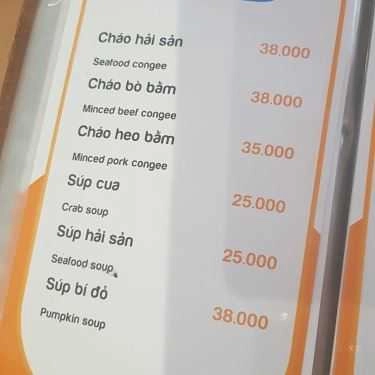 Cháo hải sản 38.000
Seafood congee
Cháo bò bằm 38.000
Minced beef congee
Cháo heo bằm 35.000
Minced pork congee
Súp cua 25.000
Crab soup
Súp hải sản 25.000
Seafood soup
Súp bí đỏ 38.000
Pumpkin soup